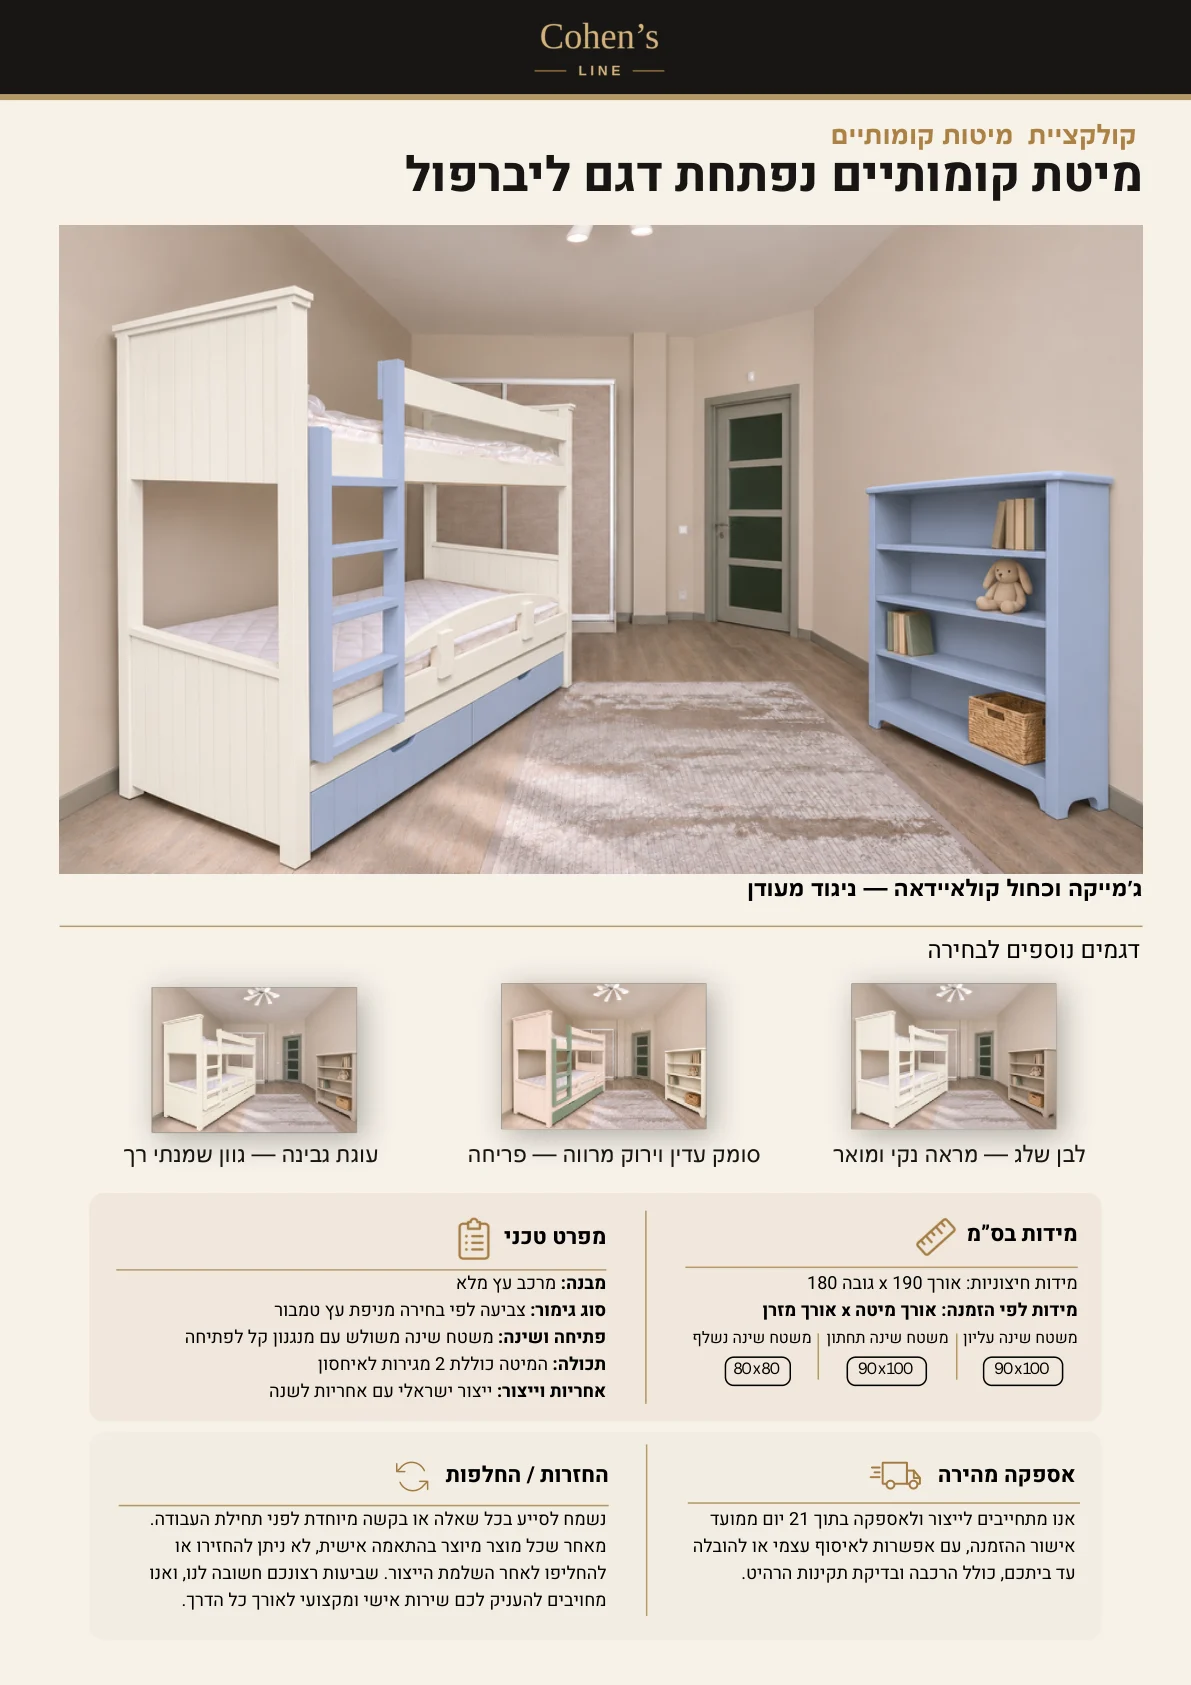 Cohen’s
LINE
קולקציית מיטות קומותיים
מיטת קומותיים נפתחת דגם ליברפול
ג׳מייקה וכחול קולאיידאה — ניגוד מעודן
דגמים נוספים לבחירה
לבן שלג — מראה נקי ומואר
סומק עדין וירוק מרווה — פריחה
עוגת גבינה — גוון שמנתי רך
מידות בס״מ
מידות חיצוניות: אורך 190 x גובה 180
מידות לפי הזמנה: אורך מיטה x אורך מזרן
משטח שינה עליון
משטח שינה תחתון
משטח שינה נשלף
90x100
90x100
80x80
מפרט טכני
מבנה: מרכב עץ מלא
סוג גימור: צביעה לפי בחירה מניפת עץ טמבור
פתיחה ושינה: משטח שינה משולש עם מנגנון קל לפתיחה
תכולה: המיטה כוללת 2 מגירות לאיחסון
אחריות וייצור: ייצור ישראלי עם אחריות לשנה
אספקה מהירה
אנו מתחייבים לייצור ולאספקה בתוך 21 יום ממועד
אישור ההזמנה, עם אפשרות לאיסוף עצמי או להובלה
עד ביתכם, כולל הרכבה ובדיקת תקינות הרהיט.
החזרות / החלפות
נשמח לסייע בכל שאלה או בקשה מיוחדת לפני תחילת העבודה.
מאחר שכל מוצר מיוצר בהתאמה אישית, לא ניתן להחזירו או
להחליפו לאחר השלמת הייצור. שביעות רצונכם חשובה לנו, ואנו
מחויבים להעניק לכם שירות אישי ומקצועי לאורך כל הדרך.